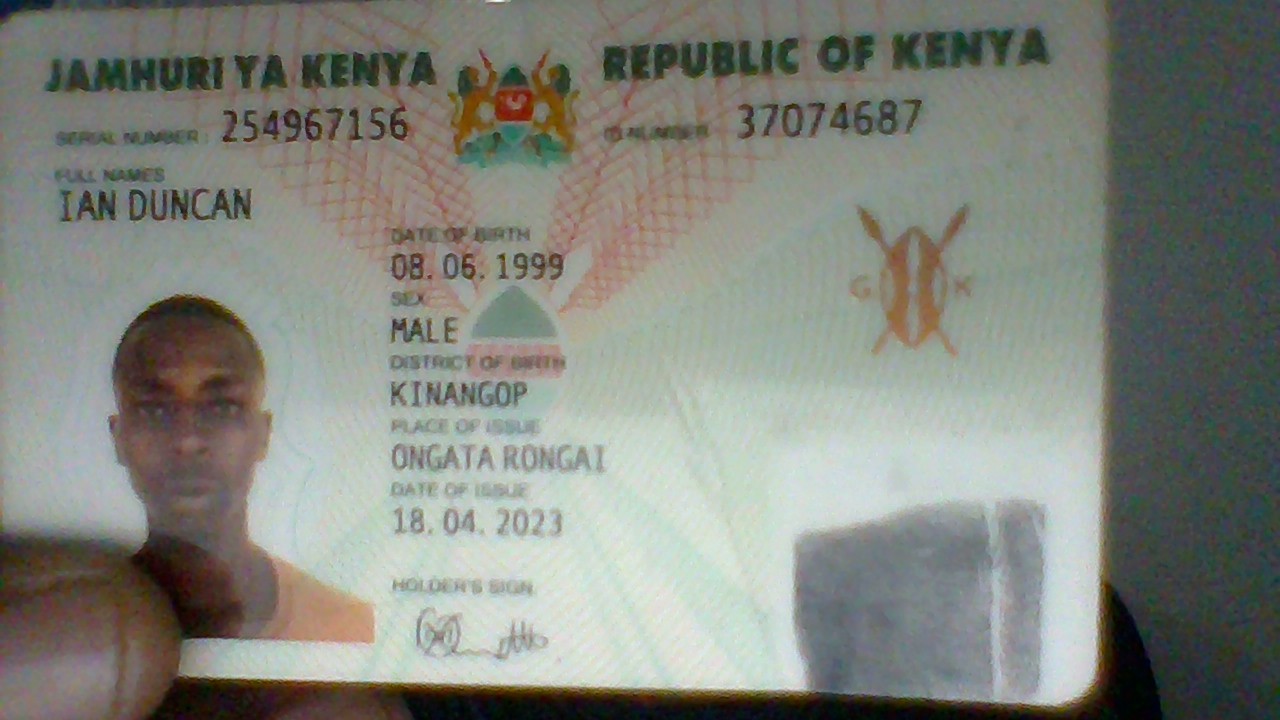 JAMHURI YA KENYA
REPUBLIC OF KENYA
SERIAL NUMBER: 254967156
ID NUMBER: 37074687
FULL NAMES
IAN DUNCAN
DATE OF BIRTH
08. 06. 1999
SEX
MALE
DISTRICT OF BIRTH
KINANGOP
PLACE OF ISSUE
ONGATA RONGAI
DATE OF ISSUE
18. 04. 2023
HOLDER'S SIGN.
G K